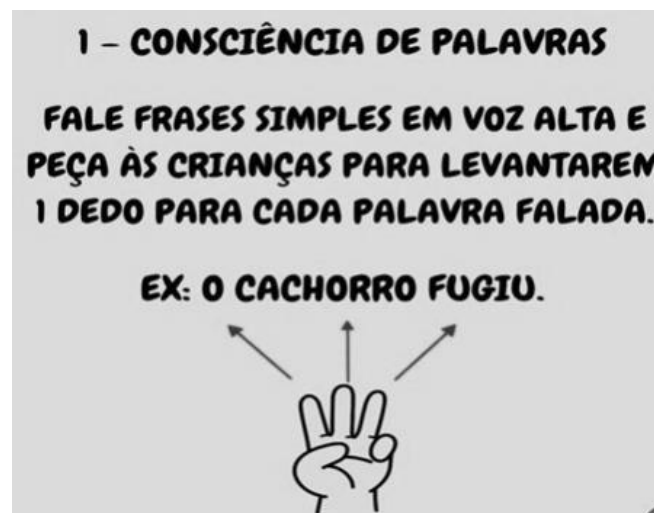 1 – CONSCIÊNCIA DE PALAVRAS
FALE FRASES SIMPLES EM VOZ ALTA E
PEÇA ÀS CRIANÇAS PARA LEVANTAREM
1 DEDO PARA CADA PALAVRA FALADA.
EX: O CACHORRO FUGIU.